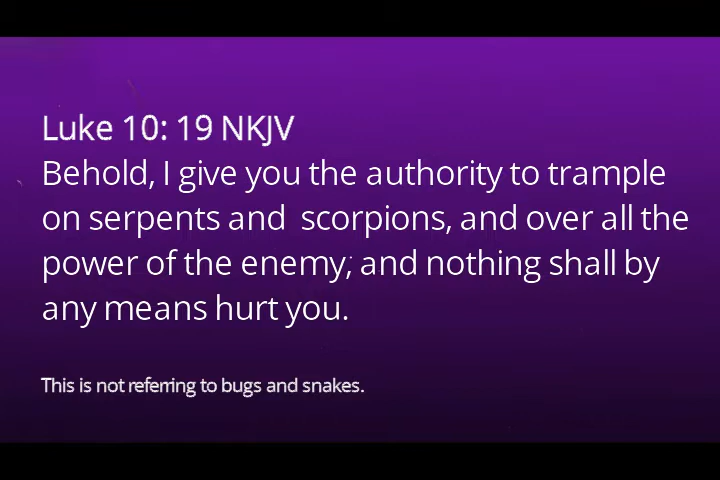 Luke 10: 19 NKJV
Behold, I give you the authority to trample
on serpents and  scorpions, and over all the
power of the enemy; and nothing shall by
any means hurt you.
This is not referring to bugs and snakes.